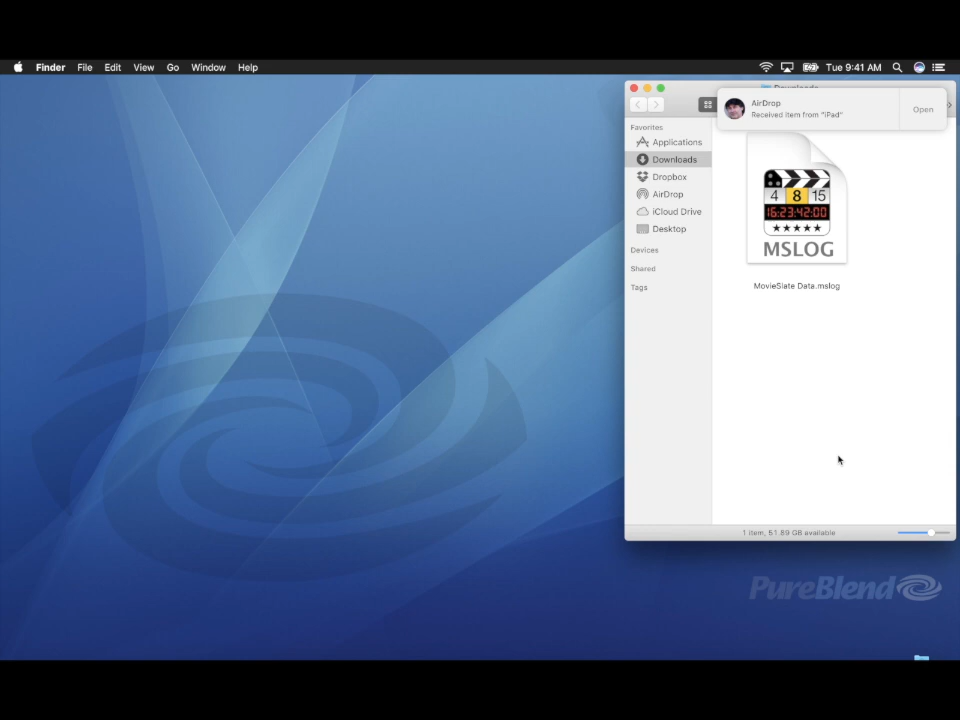 Finder File Edit View Go Window Help
Tue 9:41 AM
Downloads
AirDrop
Received item from "iPad"
Open
Favorites
Applications
Downloads
Dropbox
AirDrop
iCloud Drive
Desktop
Devices
Shared
Tags
4 8 15
16:23:42:00
MSLOG
MovieSlate Data.mslog
1 item, 51.89 GB available
PureBlend